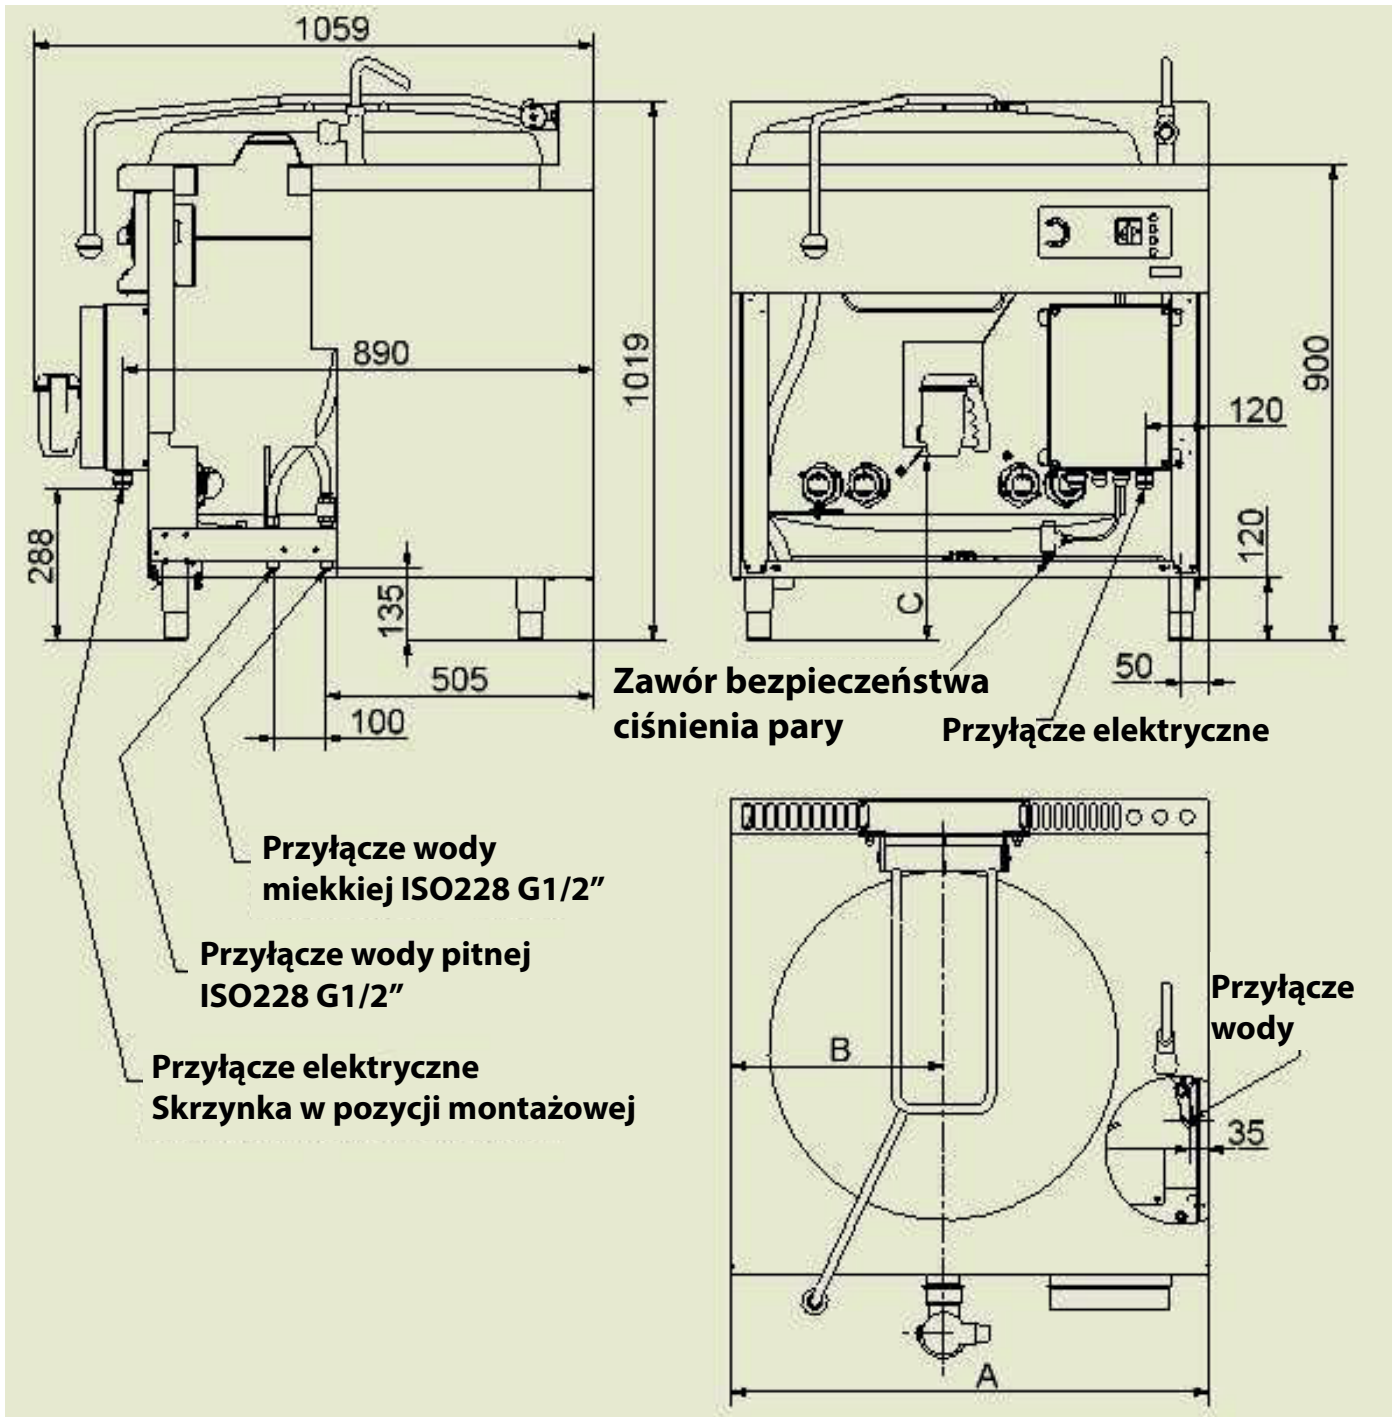 1059
890
1019
900
120
288
135
C
120
505
100
50
Zawór bezpieczeństwa
ciśnienia pary
Przyłącze elektryczne
Przyłącze wody
miekkiej ISO228 G1/2”
Przyłącze wody pitnej
ISO228 G1/2”
Przyłącze elektryczne
Skrzynka w pozycji montażowej
Przyłącze
wody
B
35
A